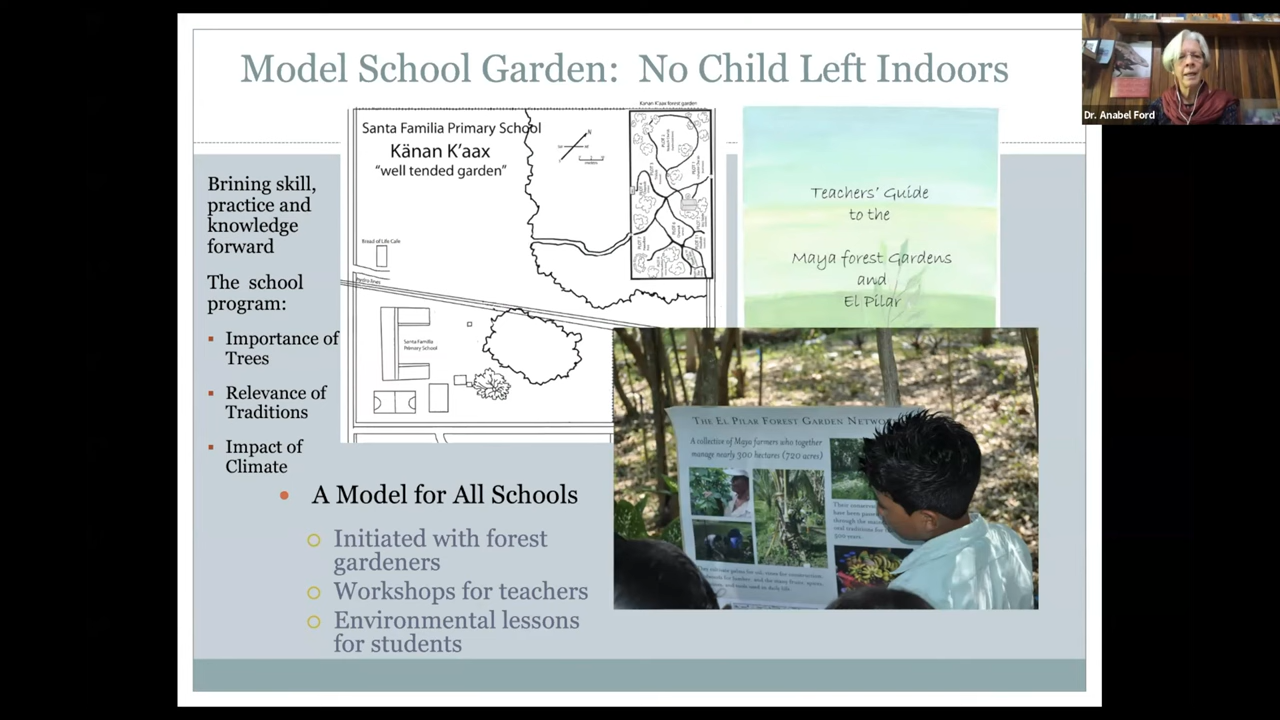 Model School Garden: No Child Left Indoors
Dr. Anabel Ford
Brining skill,
practice and
knowledge
forward
The school
program:
Importance of
Trees
Relevance of
Traditions
Impact of
Climate
Santa Familia Primary School
Känan K'aax
"well tended garden"
N
Kanan K'aax forest garden
Bread of Life Cafe
Hydro lines
Santa Familia
Primary School
Teachers' Guide
to the
Maya forest Gardens
and
El Pilar
THE EL PILAR FOREST GARDEN NETWO
A collective of Maya farmers who together
manage nearly 300 hectares (720 acres)
A Model for All Schools
Initiated with forest
gardeners
Workshops for teachers
Environmental lessons
for students